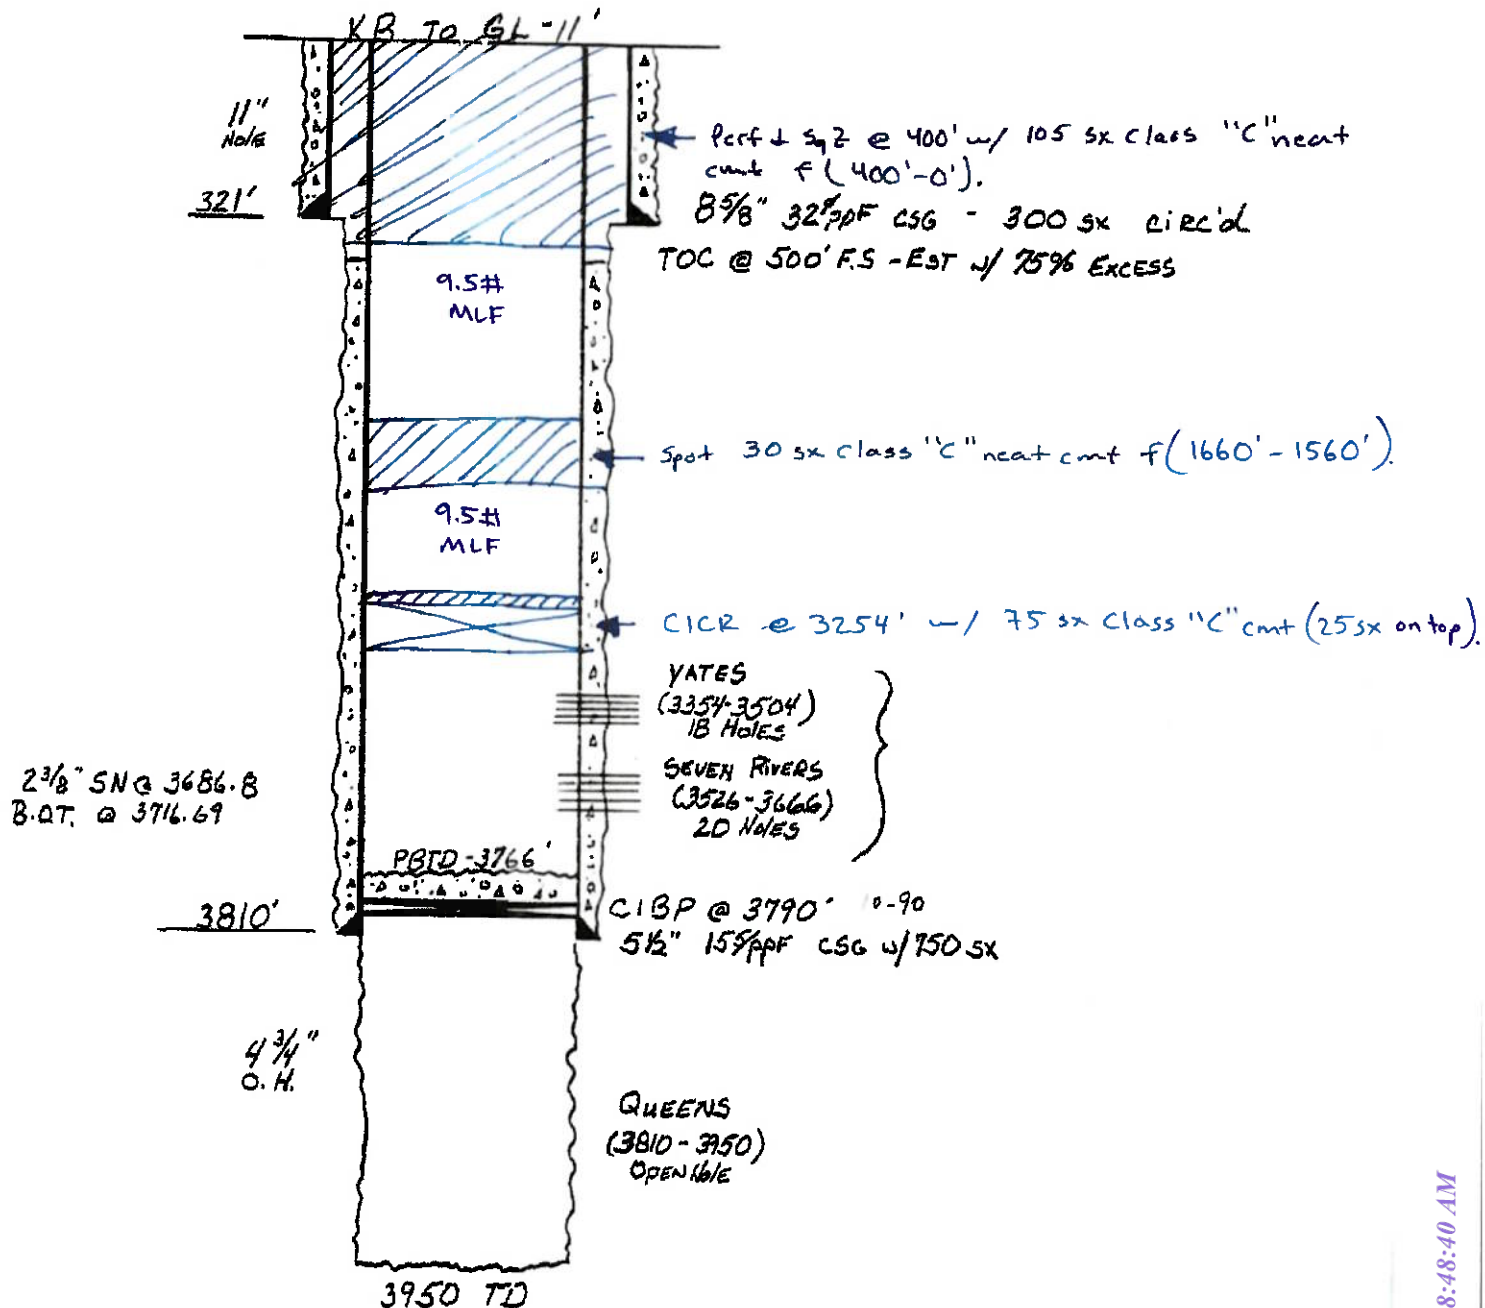 KB TO GL-11'
11"
HOLE
321'
Perf + sqz @ 400' w/ 105 sx class "C" neat
cmt f (400'-0').
8 5/8" 32#/PPF CSG - 300 sx CIRC'd
TOC @ 500' F.S - EST w/ 75% EXCESS
9.5#
MLF
Spot 30 sx class "C" neat cmt f(1660' - 1560').
9.5#
MLF
CICR @ 3254' w/ 75 sx Class "C" cmt (25sx on top).
YATES
(3354-3504)
18 HOLES
SEVEN RIVERS
(3526-3666)
20 HOLES
2 3/8" SN @ 3686.8
B.OT. @ 3716.69
PBTD-3766'
3810'
CIBP @ 3790' 0-90
5 1/2" 15.5/PPF CSG w/ 750 SX
4 3/4"
O.H.
QUEENS
(3810-3950)
OPEN HOLE
3950 TD
8:48:40 AM